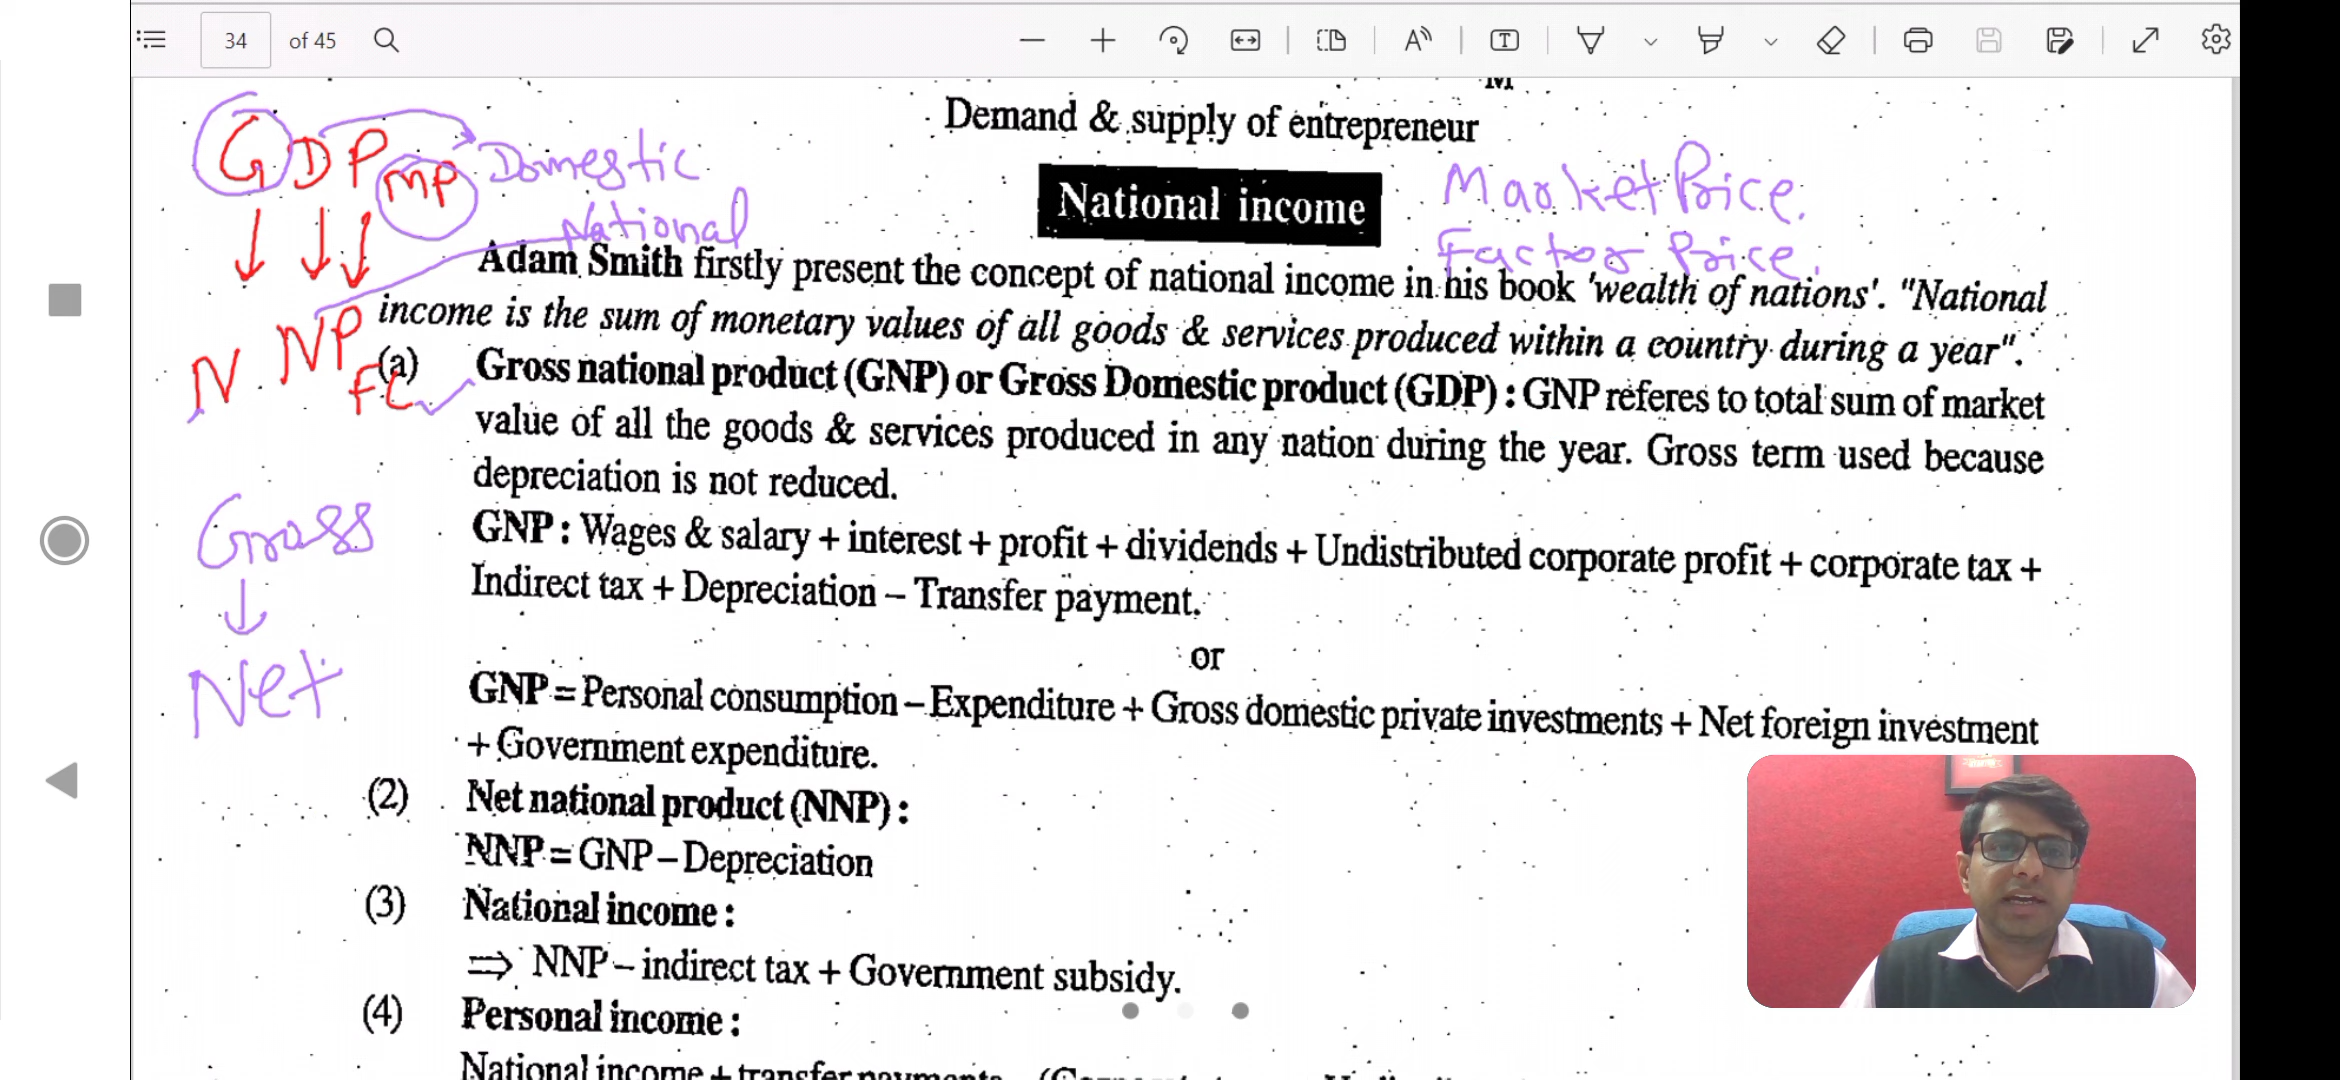 34 of 45
Demand & supply of entrepreneur
GDP MP Domestic
National income
Market Price.
National
Factor Price.
Adam Smith firstly present the concept of national income in his book 'wealth of nations'. "National
income is the sum of monetary values of all goods & services produced within a country during a year".
N NP FC
(a) Gross national product (GNP) or Gross Domestic product (GDP) : GNP referes to total sum of market
value of all the goods & services produced in any nation during the year. Gross term used because
depreciation is not reduced.
Gross
GNP : Wages & salary + interest + profit + dividends + Undistributed corporate profit + corporate tax +
Indirect tax + Depreciation – Transfer payment.
or
Net
GNP = Personal consumption – Expenditure + Gross domestic private investments + Net foreign investment
+ Government expenditure.
(2) Net national product (NNP) :
NNP = GNP – Depreciation
(3) National income :
⇒ NNP – indirect tax + Government subsidy.
(4) Personal income :
National income + transfer payments